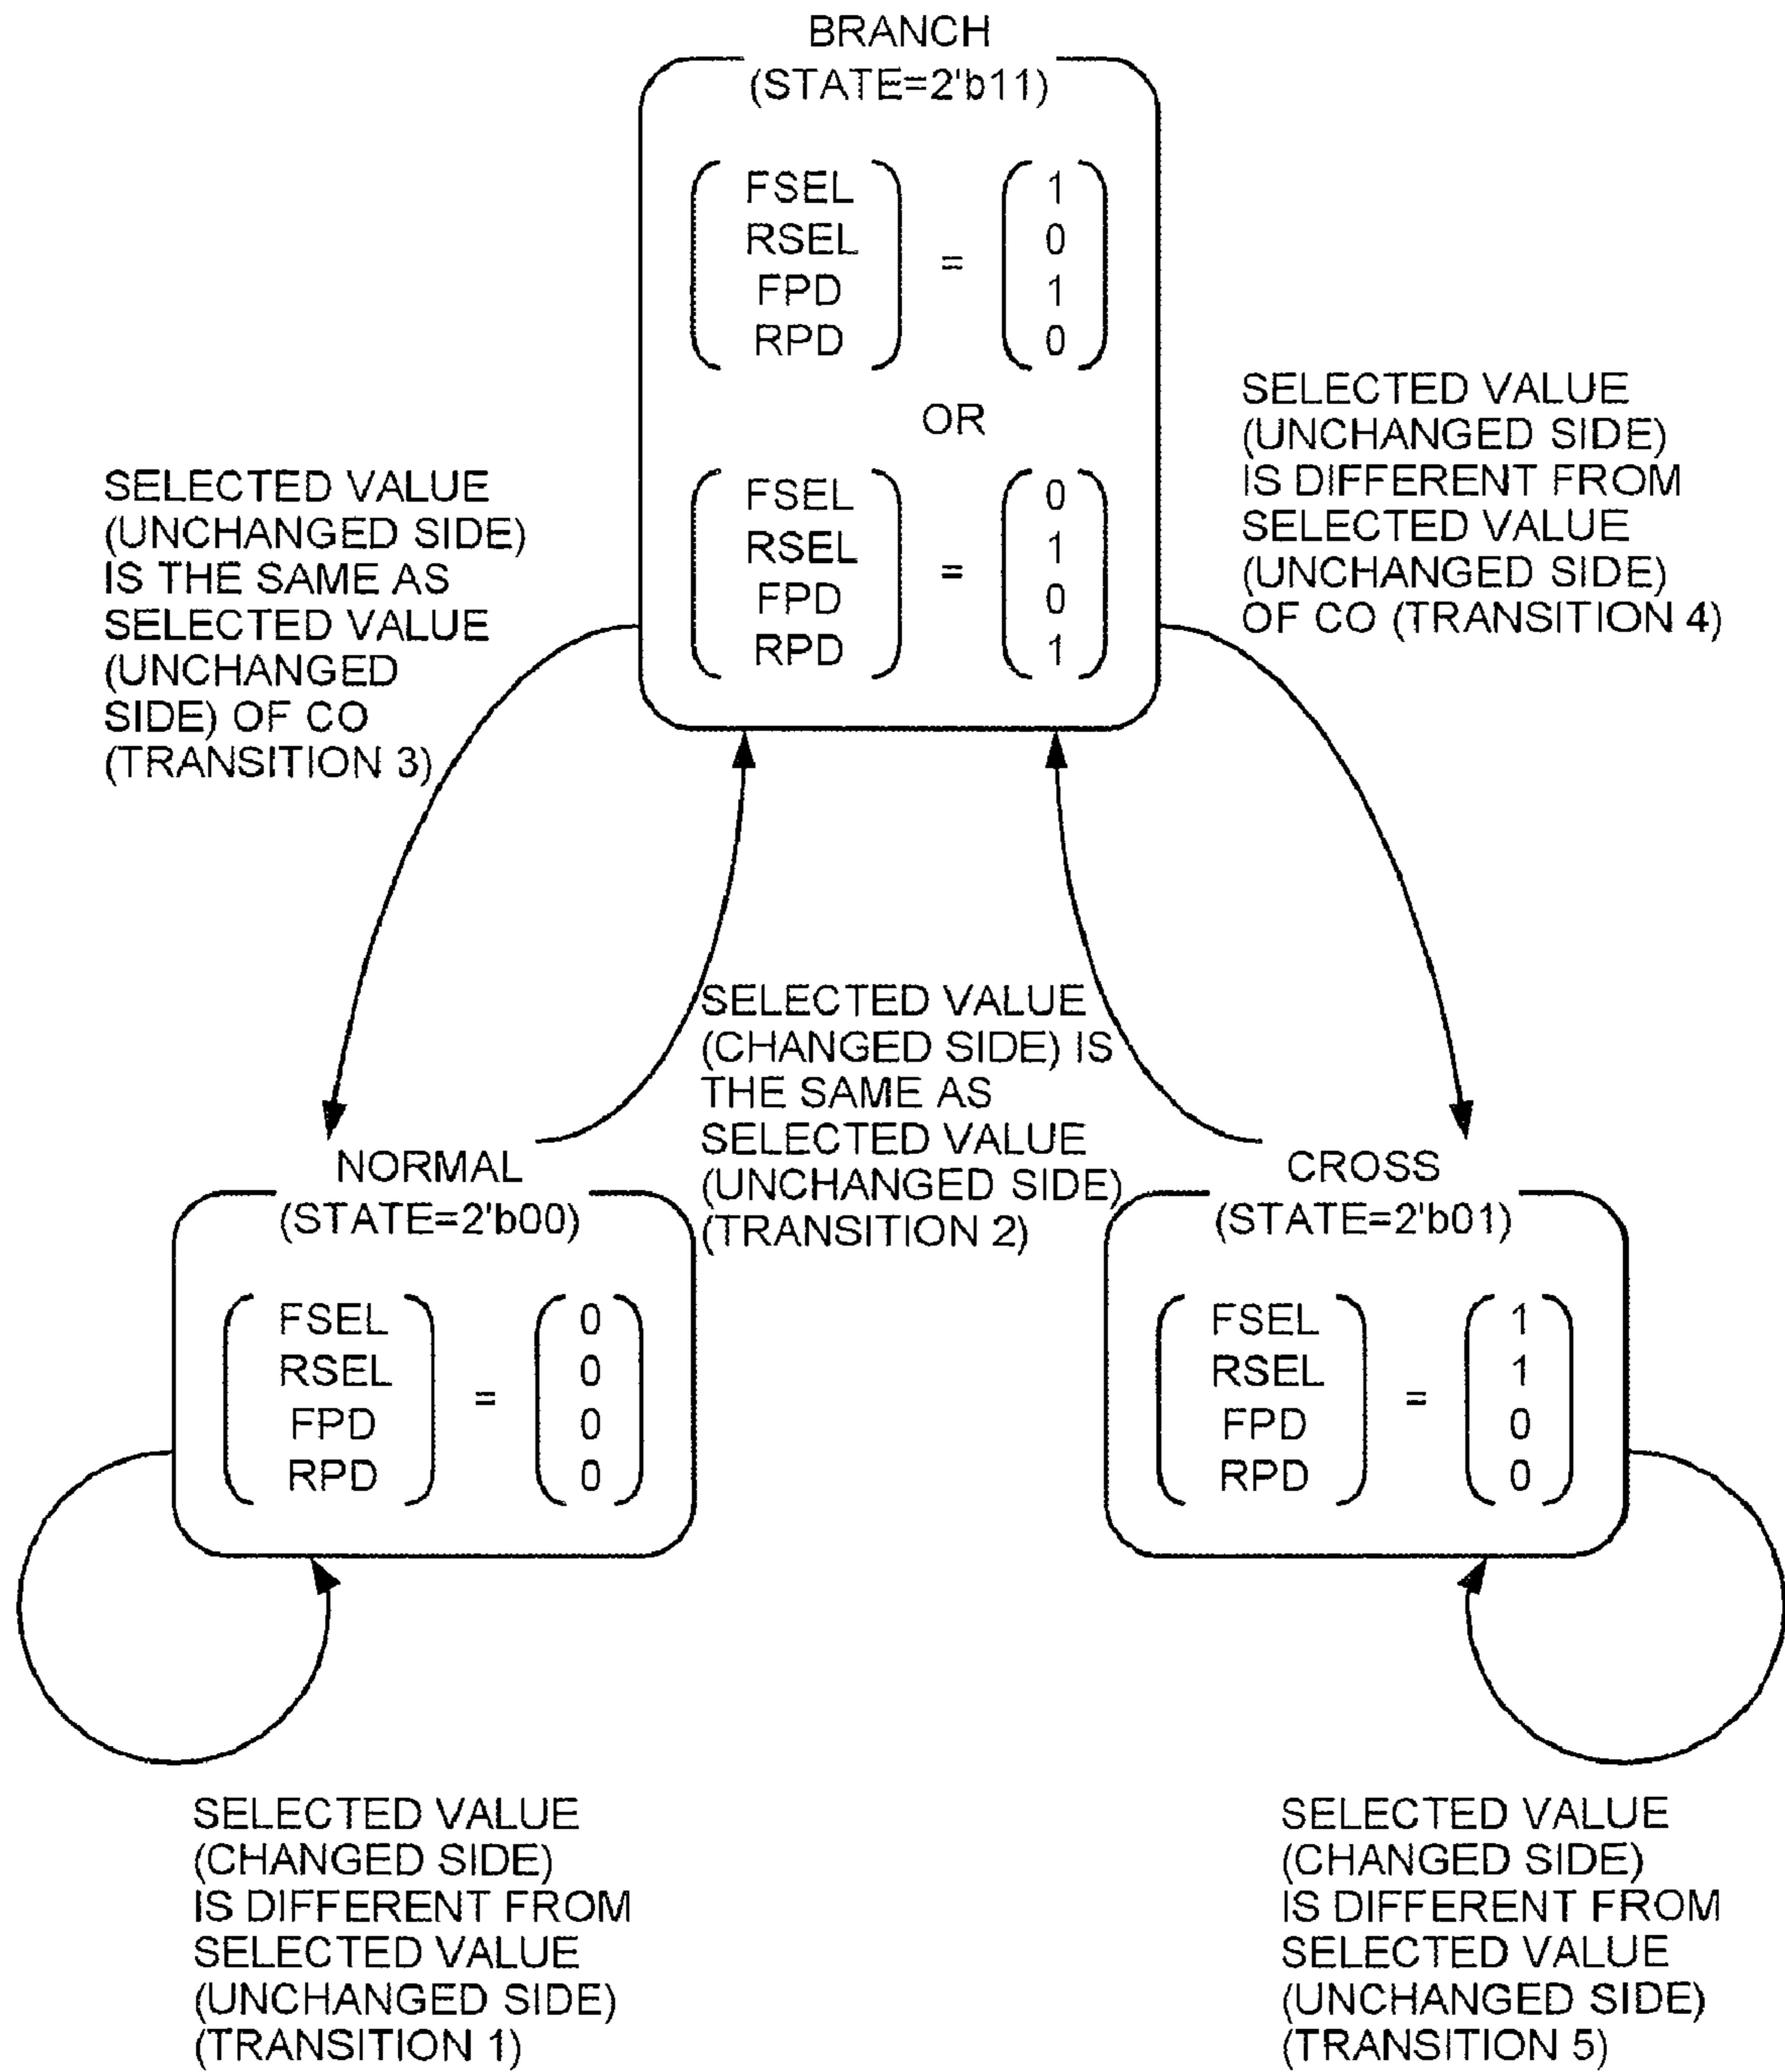 BRANCH
(STATE=2'b11)
FSEL
RSEL
FPD
RPD
=
1
0
1
0
OR
FSEL
RSEL
FPD
RPD
=
0
1
0
1
SELECTED VALUE
(UNCHANGED SIDE)
IS THE SAME AS
SELECTED VALUE
(UNCHANGED
SIDE) OF CO
(TRANSITION 3)
SELECTED VALUE
(UNCHANGED SIDE)
IS DIFFERENT FROM
SELECTED VALUE
(UNCHANGED SIDE)
OF CO (TRANSITION 4)
SELECTED VALUE
(CHANGED SIDE) IS
THE SAME AS
SELECTED VALUE
(UNCHANGED SIDE)
(TRANSITION 2)
NORMAL
(STATE=2'b00)
FSEL
RSEL
FPD
RPD
=
0
0
0
0
CROSS
(STATE=2'b01)
FSEL
RSEL
FPD
RPD
=
1
1
0
0
SELECTED VALUE
(CHANGED SIDE)
IS DIFFERENT FROM
SELECTED VALUE
(UNCHANGED SIDE)
(TRANSITION 1)
SELECTED VALUE
(CHANGED SIDE)
IS DIFFERENT FROM
SELECTED VALUE
(UNCHANGED SIDE)
(TRANSITION 5)